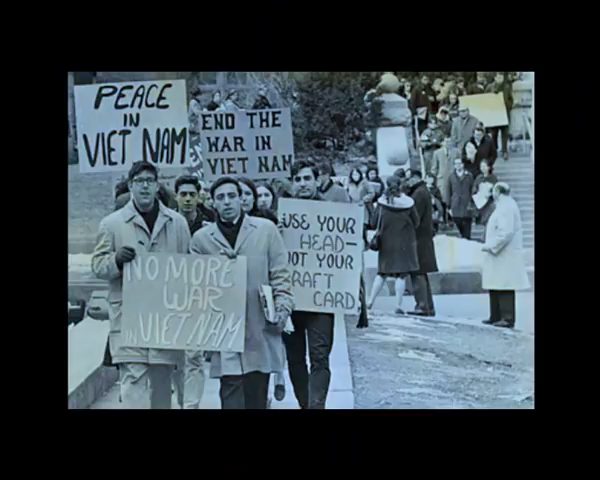 PEACE
IN
VIET NAM
END THE
WAR IN
VIET NAM
USE YOUR
HEAD-
NOT YOUR
DRAFT
CARD
NO MORE
WAR
IN VIETNAM